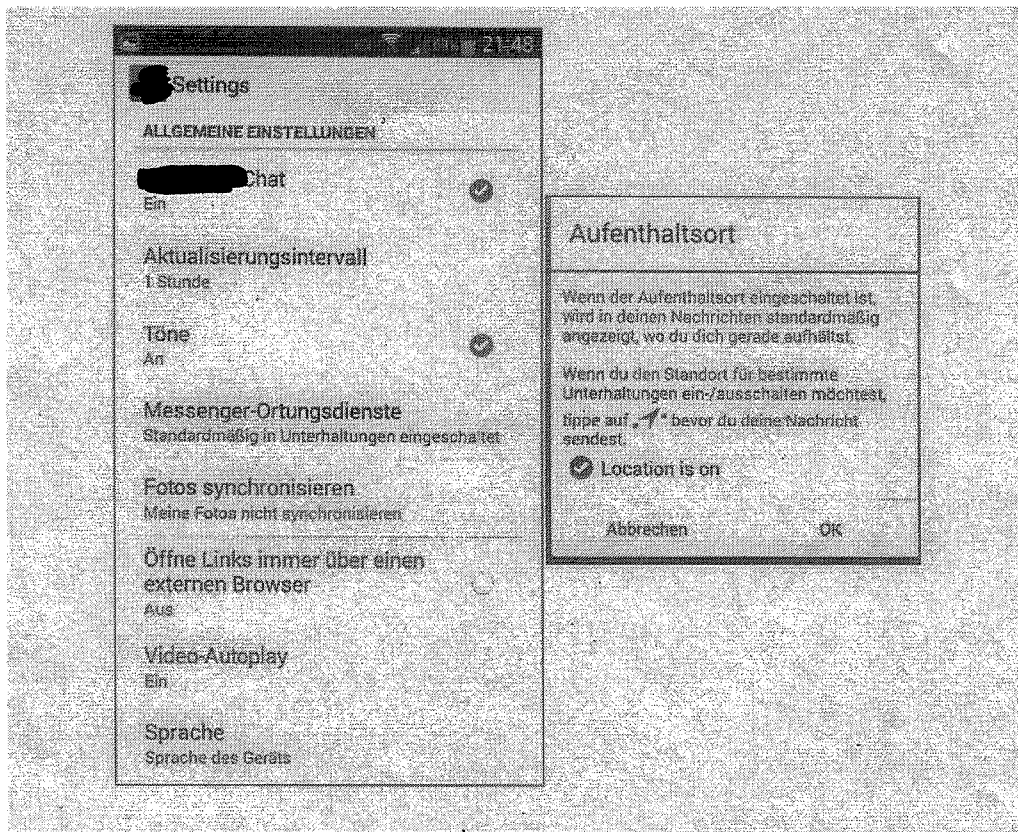 21:48
Settings
ALLGEMEINE EINSTELLUNGEN
Chat
Ein
Aktualisierungsintervall
1 Stunde
Töne
An
Messenger-Ortungsdienste
Standardmäßig in Unterhaltungen eingeschaltet
Fotos synchronisieren
Meine Fotos nicht synchronisieren
Öffne Links immer über einen
externen Browser
Aus
Video-Autoplay
Ein
Sprache
Sprache des Geräts
Aufenthaltsort
Wenn der Aufenthaltsort eingeschaltet ist,
wird in deinen Nachrichten standardmäßig
angezeigt, wo du dich gerade aufhältst.
Wenn du den Standort für bestimmte
Unterhaltungen ein-/ausschalten möchtest,
tippe auf „ “ bevor du deine Nachricht
sendest.
Location is on
Abbrechen OK